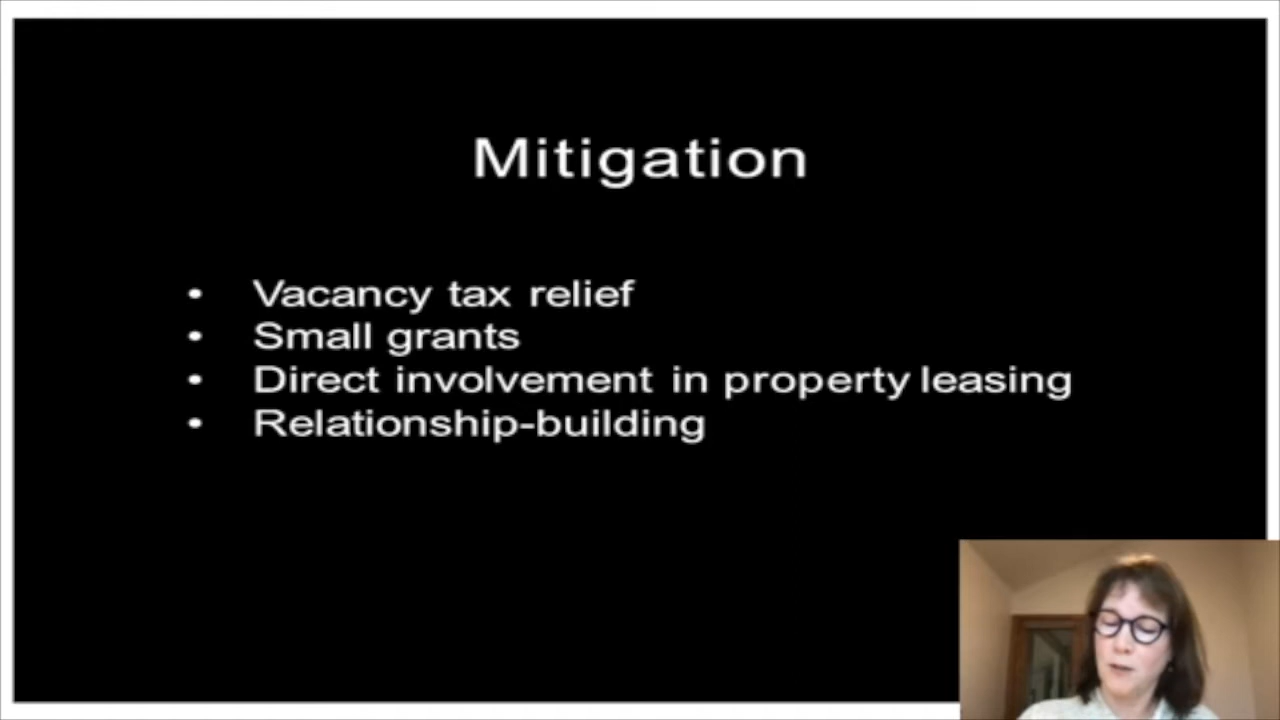 Mitigation
• Vacancy tax relief
• Small grants
• Direct involvement in property leasing
• Relationship-building